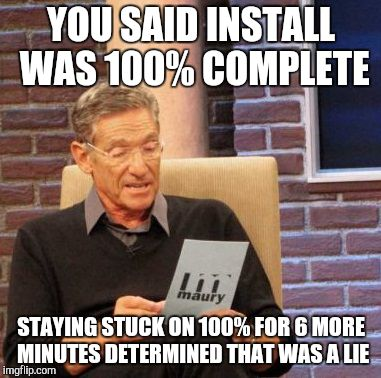 YOU SAID INSTALL
WAS 100% COMPLETE
maury
STAYING STUCK ON 100% FOR 6 MORE
MINUTES DETERMINED THAT WAS A LIE
imgflip.com